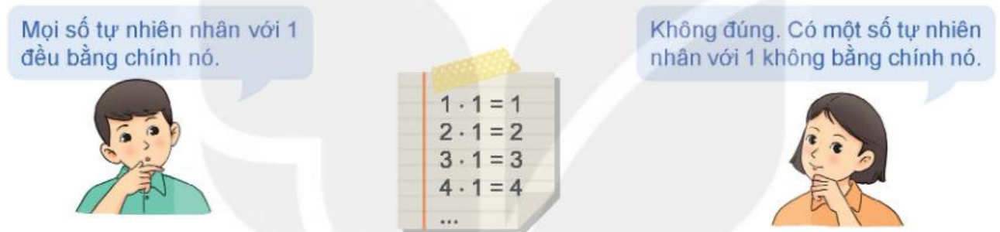 Mọi số tự nhiên nhân với 1
đều bằng chính nó.
Không đúng. Có một số tự nhiên
nhân với 1 không bằng chính nó.
1 · 1 = 1
2 · 1 = 2
3 · 1 = 3
4 · 1 = 4
...